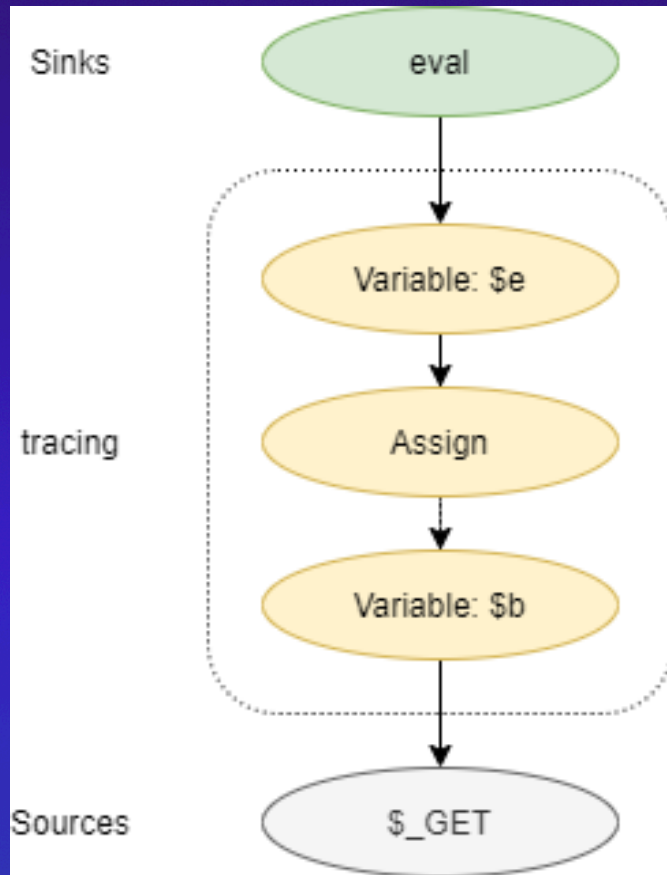 Sinks
eval
Variable: $e
tracing
Assign
Variable: $b
Sources
$_GET